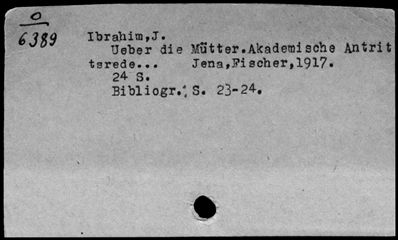 O
6389
Ibrahim,J.
Ueber die Mütter.Akademische Antrit
tsrede... Jena,Fischer,1917.
24 S.
Bibliogr.: S. 23-24.